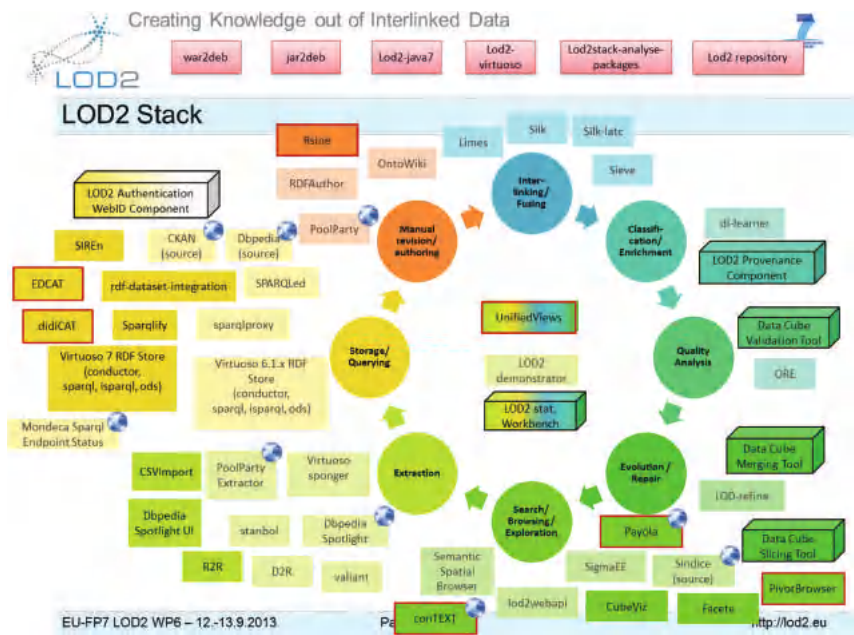 Creating Knowledge out of Interlinked Data
LOD2
war2deb
jar2deb
Lod2-java7
Lod2-
virtuoso
Lod2stack-analyse-
packages
Lod2 repository
LOD2 Stack
Rsine
Limes
Silk
Silk-latc
OntoWiki
RDFAuthor
Sieve
LOD2 Authentication
WebID Component
PoolParty
Manual
revision/
authoring
Inter-
linking/
Fusing
Classifi-
cation/
Enrichment
dl-learner
LOD2 Provenance
Component
SIREn
CKAN
(source)
Dbpedia
(source)
EDCAT
rdf-dataset-integration
SPARQLed
didiCAT
Sparqlify
sparqlproxy
Storage/
Querying
UnifiedViews
Quality
Analysis
Data Cube
Validation Tool
Virtuoso 7 RDF Store
(conductor,
sparql, isparql, ods)
Virtuoso 6.1.x RDF
Store
(conductor,
sparql, isparql, ods)
LOD2
demonstrator
ORE
LOD2 stat.
Workbench
Mondeca Sparql
Endpoint Status
CSVImport
PoolParty
Extractor
Virtuoso
sponger
Extraction
Evolution /
Repair
Data Cube
Merging Tool
LOD-refine
Dbpedia
Spotlight UI
stanbol
Dbpedia
Spotlight
Search/
Browsing/
Exploration
Payola
Data Cube
Slicing Tool
R2R
D2R
valiant
Semantic
Spatial
Browser
SigmaEE
Sindice
(source)
PivorBrowser
lod2webapi
CubeViz
Facete
conTEXT
EU-FP7 LOD2 WP6 – 12.-13.9.2013
http://lod2.eu